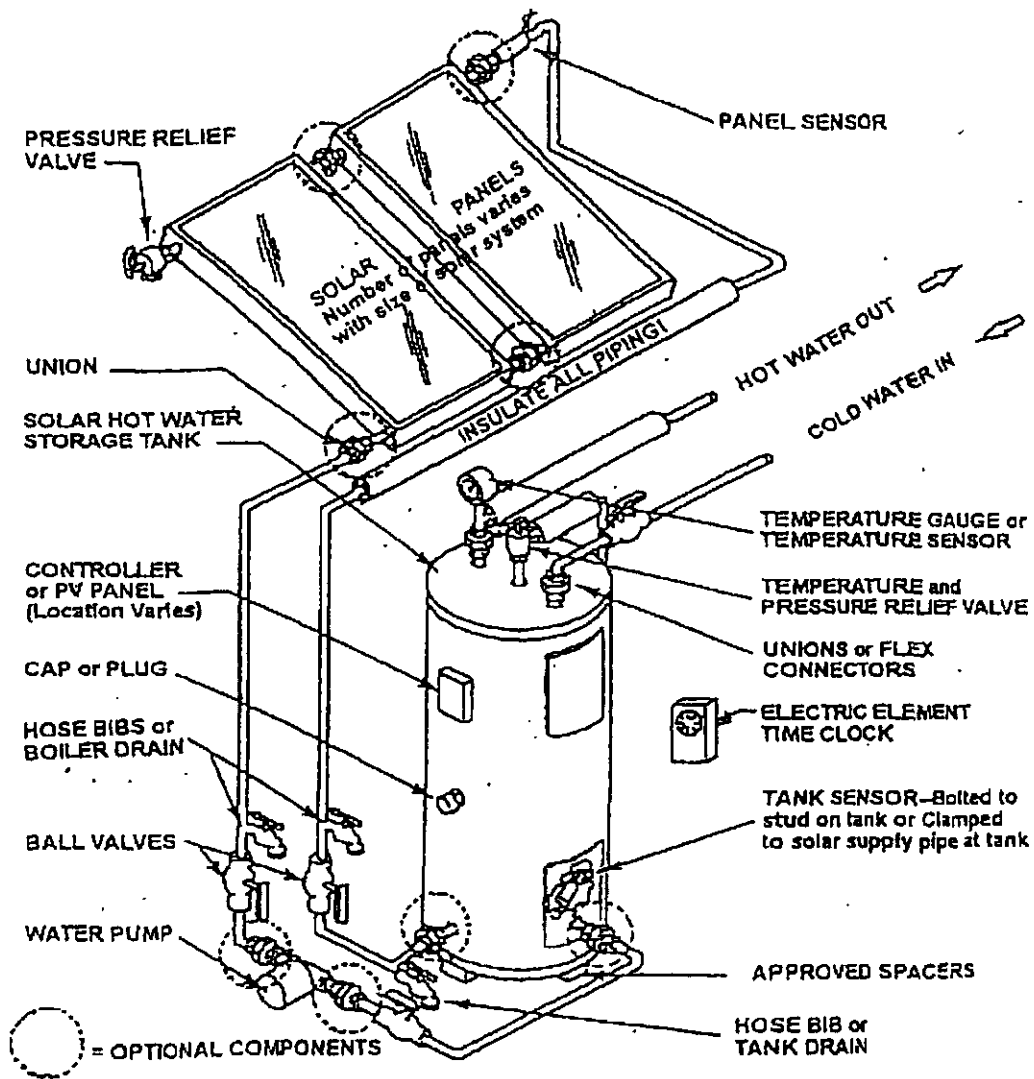 PANEL SENSOR
PRESSURE RELIEF
VALVE
PANELS
SOLAR
Number of Panels varies
with size of solar system
UNION
INSULATE ALL PIPING!
HOT WATER OUT
COLD WATER IN
SOLAR HOT WATER
STORAGE TANK
TEMPERATURE GAUGE or
TEMPERATURE SENSOR
CONTROLLER
or PV PANEL
(Location Varies)
TEMPERATURE and
PRESSURE RELIEF VALVE
CAP or PLUG
UNIONS or FLEX
CONNECTORS
HOSE BIBS or
BOILER DRAIN
ELECTRIC ELEMENT
TIME CLOCK
BALL VALVES
TANK SENSOR–Bolted to
stud on tank or Clamped
to solar supply pipe at tank
WATER PUMP
APPROVED SPACERS
HOSE BIB or
TANK DRAIN
= OPTIONAL COMPONENTS